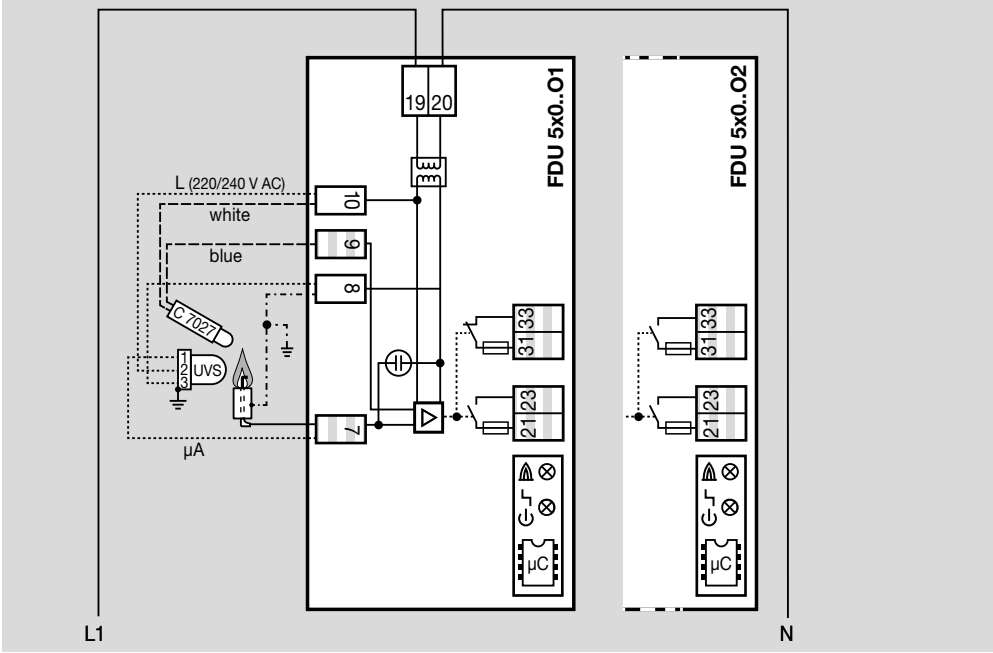 19 20
FDU 5x0..O1
FDU 5x0..O2
L (220/240 V AC)
10
white
9
blue
8
C 7027
33
31
33
31
1
2
3
UVS
23
21
23
21
7
µA
µC
µC
L1
N